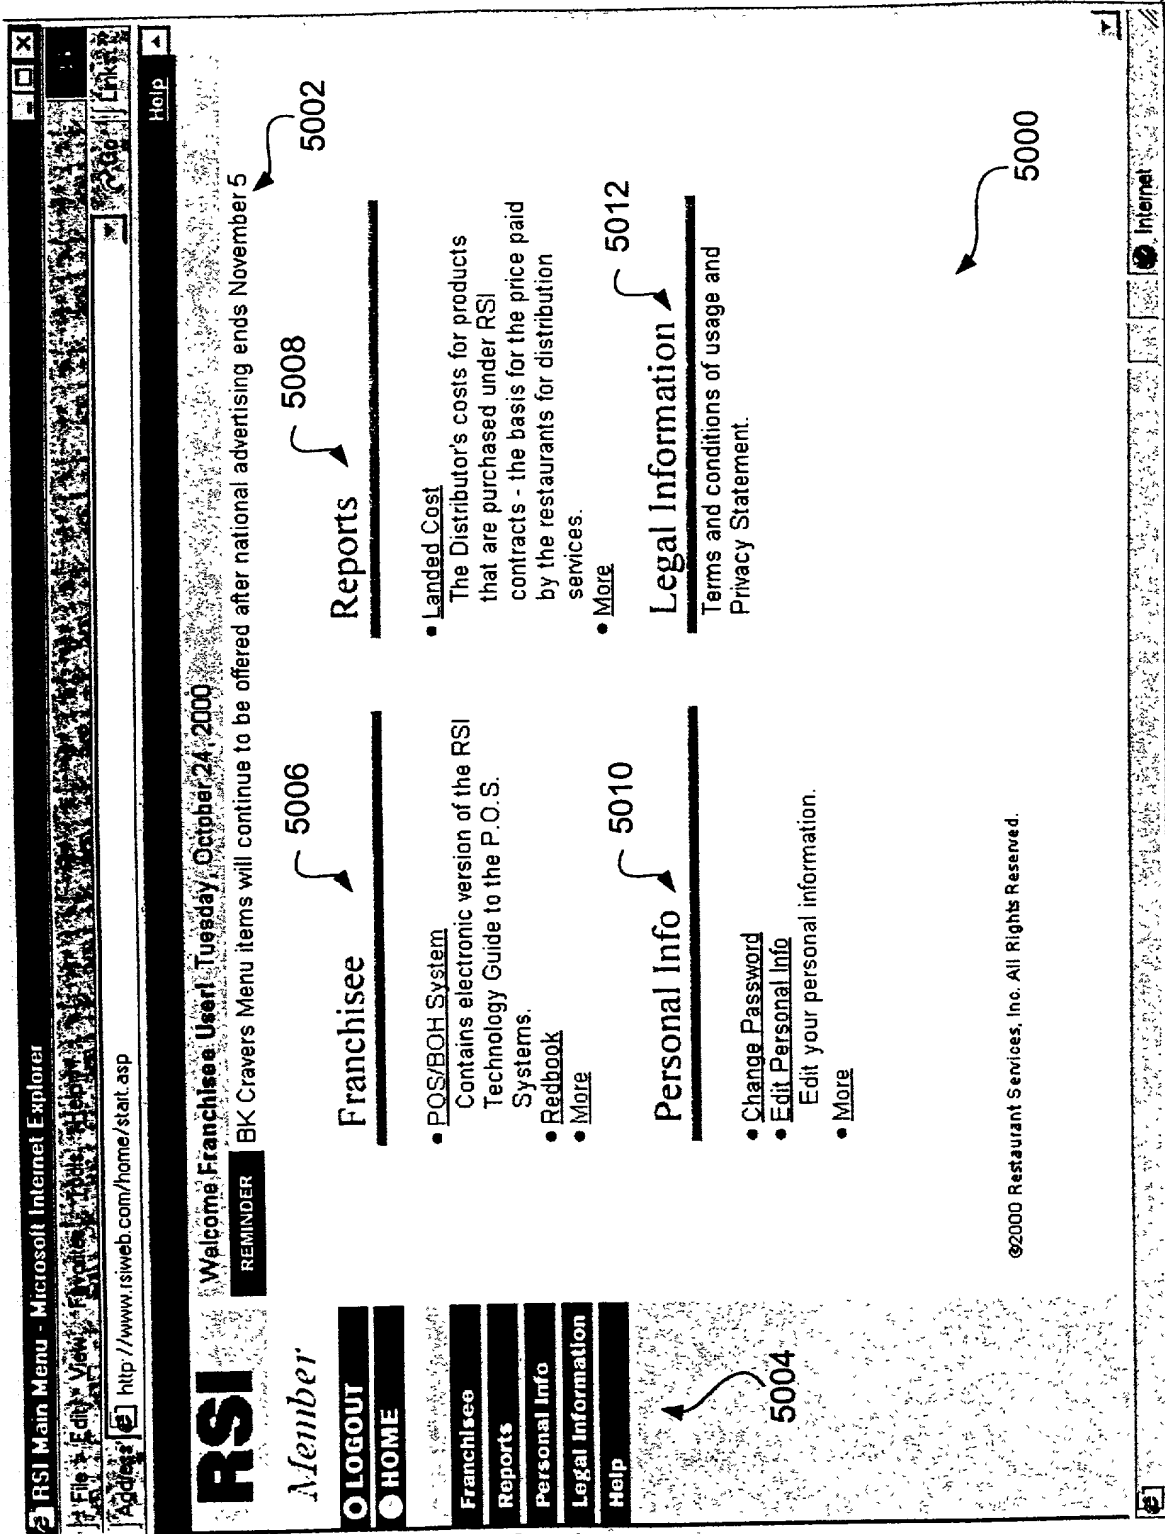 RSI Main Menu - Microsoft Internet Explorer
File Edit View Favorites Tools Help
Address http://www.rsiweb.com/home/start.asp Go Links
Help
RSI
Welcome Franchisee User! Tuesday, October 24, 2000
REMINDER BK Cravers Menu items will continue to be offered after national advertising ends November 5
5002
Member
LOGOUT
HOME
Franchisee
Reports
Personal Info
Legal Information
Help
5004
Franchisee
5006
• POS/BOH System
Contains electronic version of the RSI
Technology Guide to the P.O.S.
Systems.
• Redbook
• More
Reports
5008
• Landed Cost
The Distributor's costs for products
that are purchased under RSI
contracts - the basis for the price paid
by the restaurants for distribution
services.
• More
Personal Info
5010
• Change Password
• Edit Personal Info
Edit your personal information.
• More
Legal Information
5012
Terms and conditions of usage and
Privacy Statement.
5000
©2000 Restaurant Services, Inc. All Rights Reserved.
Internet